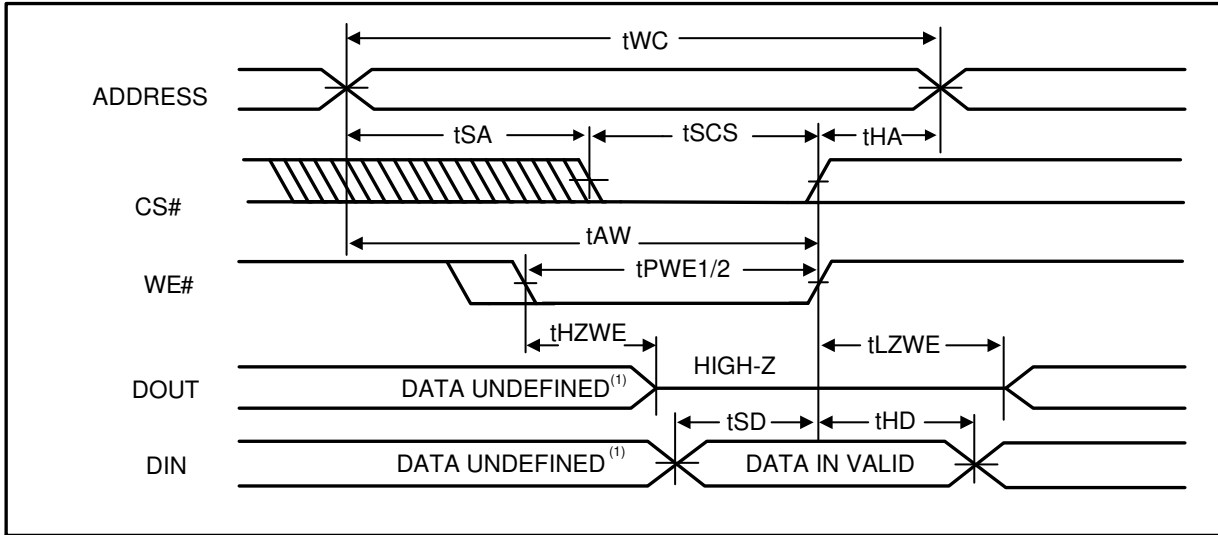 tWC
ADDRESS
tSA
tSCS
tHA
CS#
tAW
tPWE1/2
WE#
tHZWE
tLZWE
HIGH-Z
DOUT
DATA UNDEFINED(1)
tSD
tHD
DIN
DATA UNDEFINED(1)
DATA IN VALID